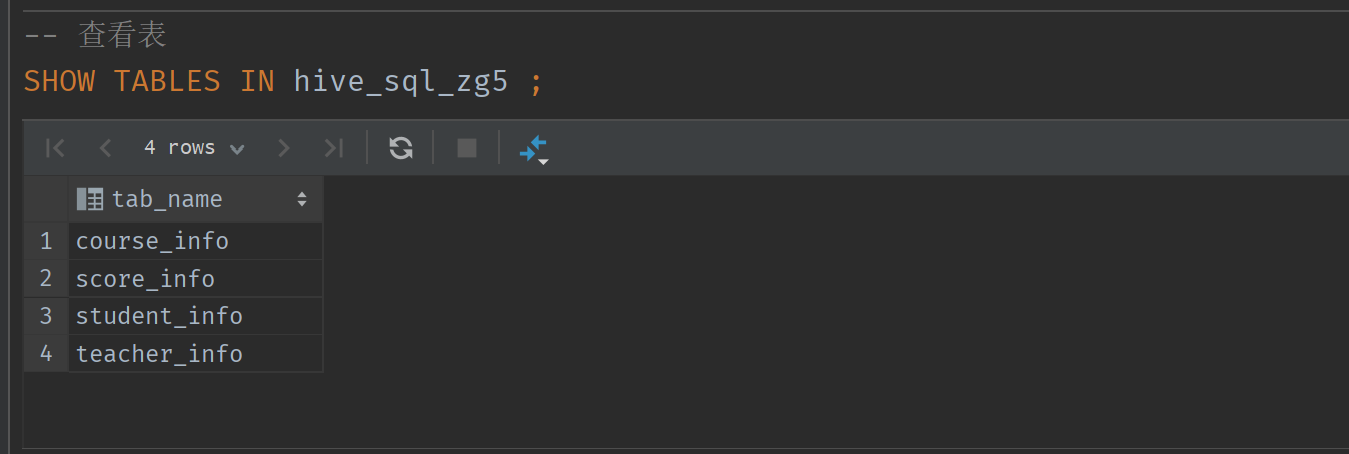 -- 查看表
SHOW TABLES IN hive_sql_zg5 ;
4 rows
tab_name
1 course_info
2 score_info
3 student_info
4 teacher_info